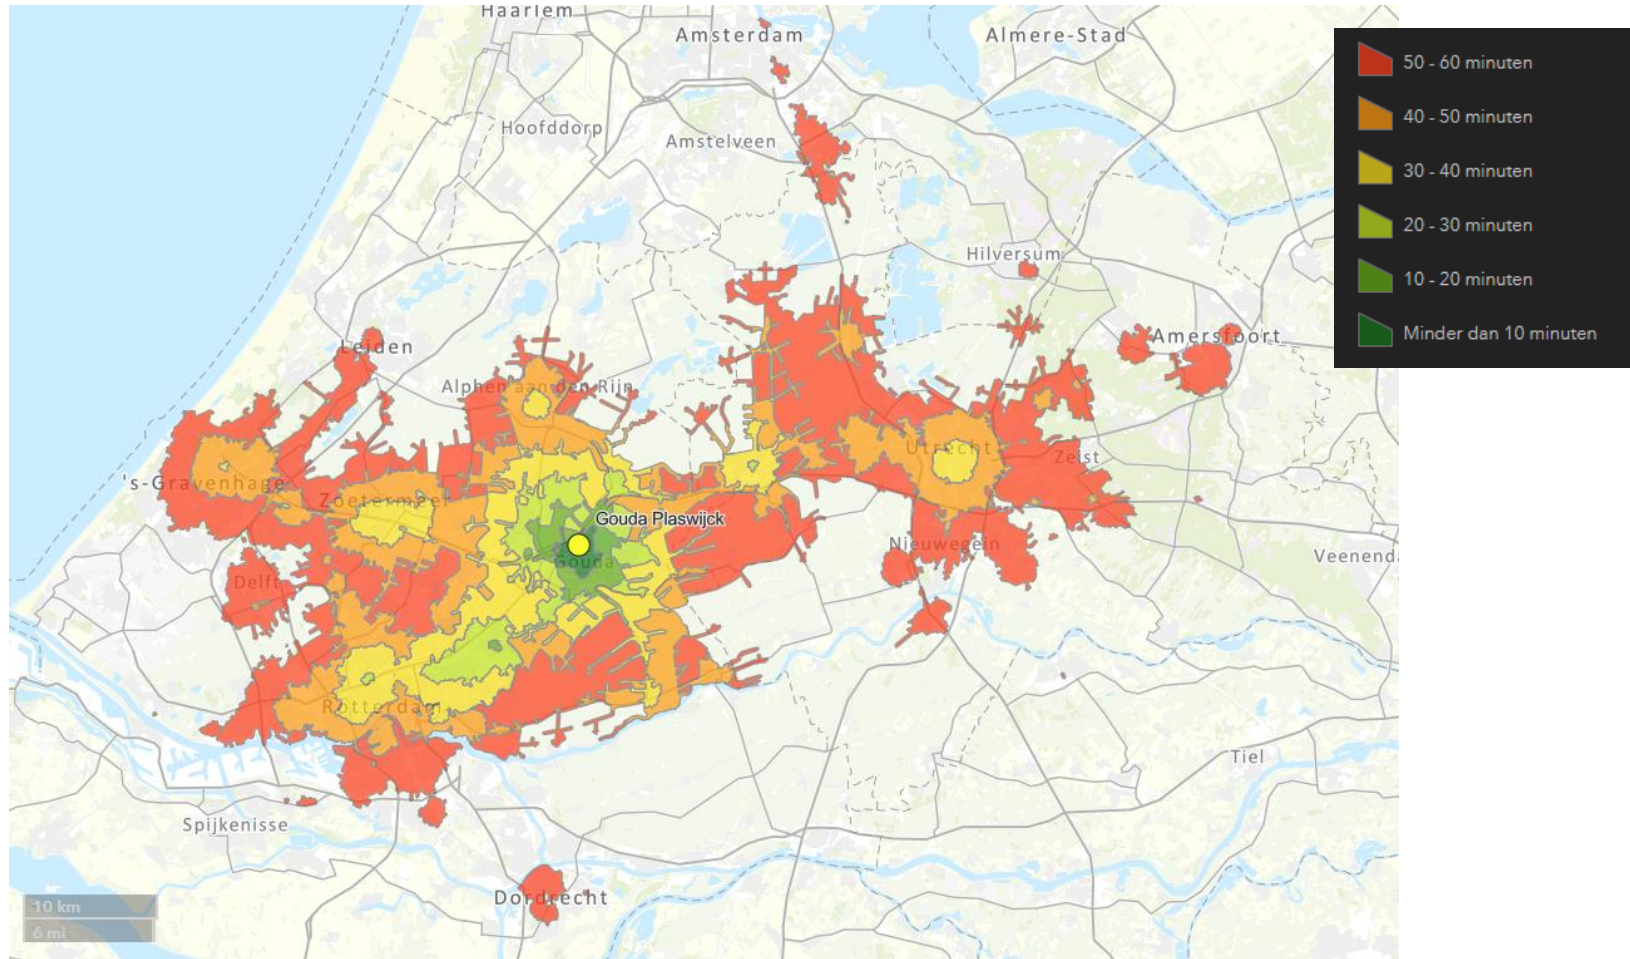 Haarlem
Amsterdam
Almere-Stad
50 - 60 minuten
40 - 50 minuten
30 - 40 minuten
20 - 30 minuten
10 - 20 minuten
Minder dan 10 minuten
Hoofddorp
Amstelveen
Hilversum
Leiden
Amersfoort
Alphen aan den Rijn
Utrecht
Zeist
's-Gravenhage
Zoetermeer
Gouda Plaswijck
Nieuwegein
Gouda
Veenenda
Delft
Rotterdam
Tiel
Spijkenisse
Dordrecht
10 km
6 mi